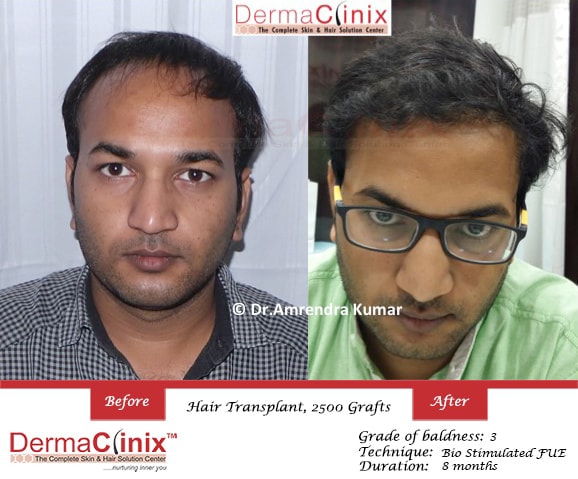 DermaClinix
The Complete Skin & Hair Solution Center
© Dr.Amrendra Kumar
Before
Hair Transplant, 2500 Grafts
After
DermaClinix™
The Complete Skin & Hair Solution Center
.....nurturing inner you
Grade of baldness: 3
Technique: Bio Stimulated FUE
Duration: 8 months